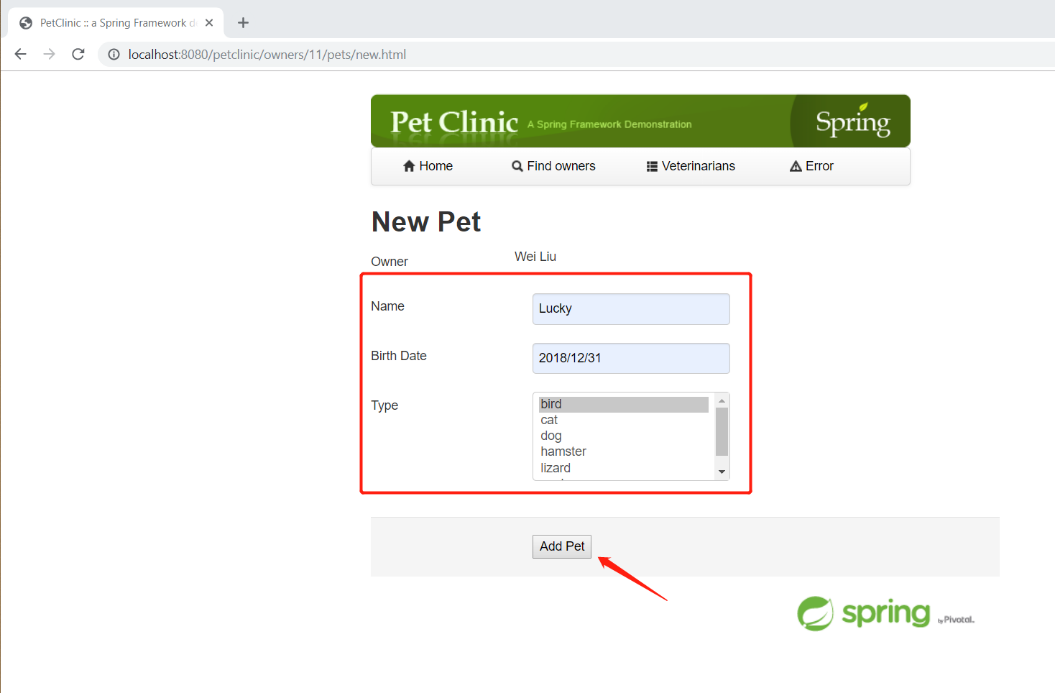 PetClinic :: a Spring Framework d
localhost:8080/petclinic/owners/11/pets/new.html
Pet Clinic A Spring Framework Demonstration Spring
Home Find owners Veterinarians Error
New Pet
Owner Wei Liu
Name Lucky
Birth Date 2018/12/31
Type bird
cat
dog
hamster
lizard
Add Pet
spring by Pivotal.